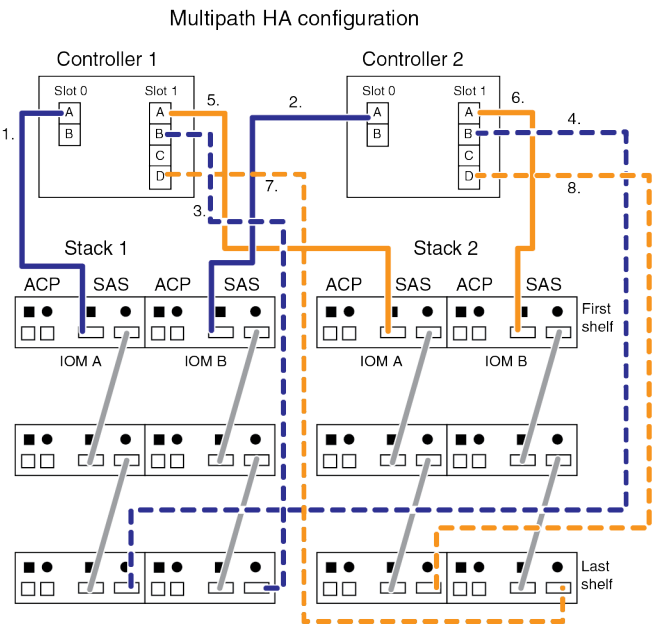 Multipath HA configuration
Controller 1
Controller 2
Slot 0
Slot 1
Slot 0
Slot 1
A
B
A
B
C
D
A
B
A
B
C
D
1.
5.
2.
6.
4.
7.
8.
3.
Stack 1
Stack 2
ACP
SAS
ACP
SAS
ACP
SAS
ACP
SAS
First
shelf
IOM A
IOM B
IOM A
IOM B
Last
shelf